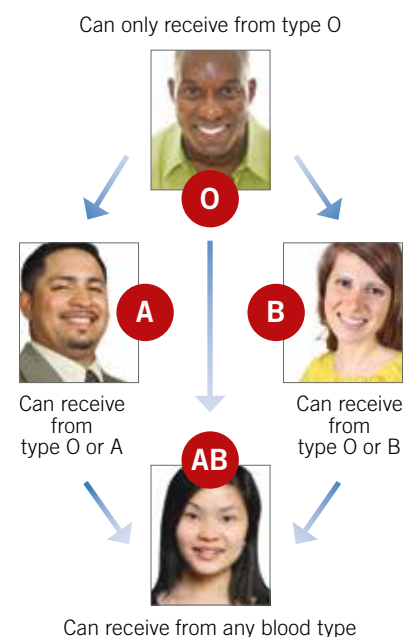 Can only receive from type O
O
A
B
Can receive
from
type O or A
Can receive
from
type O or B
AB
Can receive from any blood type